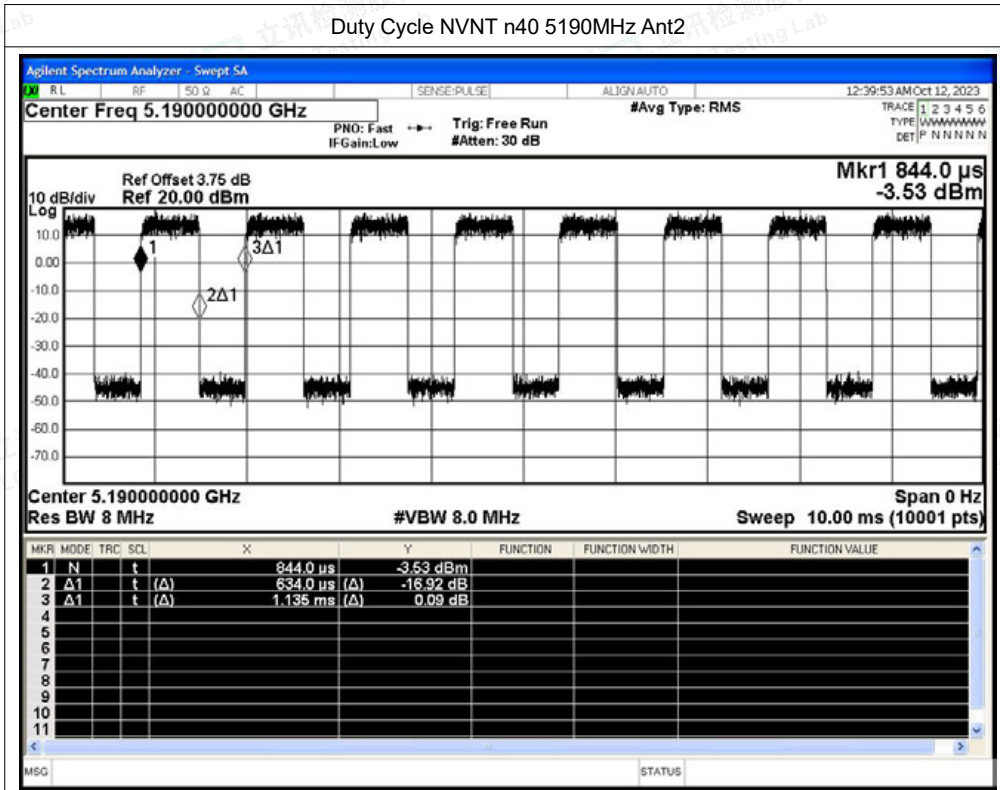 Duty Cycle NVNT n40 5190MHz Ant2
Agilent Spectrum Analyzer - Swept SA
RL RF 50 Ω AC SENSE:PULSE ALIGN AUTO 12:39:53 AM Oct 12, 2023
Center Freq 5.190000000 GHz #Avg Type: RMS TRACE 1 2 3 4 5 6
PNO: Fast Trig: Free Run TYPE WWWWWW
IFGain:Low #Atten: 30 dB DET P N N N N N
Mkr1 844.0 µs
Ref Offset 3.75 dB
10 dB/div Ref 20.00 dBm -3.53 dBm
Log
10.0
0.00
-10.0
-20.0
-30.0
-40.0
-50.0
-60.0
-70.0
1
2Δ1
3Δ1
Center 5.190000000 GHz Span 0 Hz
Res BW 8 MHz #VBW 8.0 MHz Sweep 10.00 ms (10001 pts)
MKR MODE TRC SCL X Y FUNCTION FUNCTION WIDTH FUNCTION VALUE
1 N t 844.0 µs -3.53 dBm
2 Δ1 t (Δ) 634.0 µs (Δ) -16.92 dB
3 Δ1 t (Δ) 1.135 ms (Δ) 0.09 dB
4
5
6
7
8
9
10
11
MSG STATUS